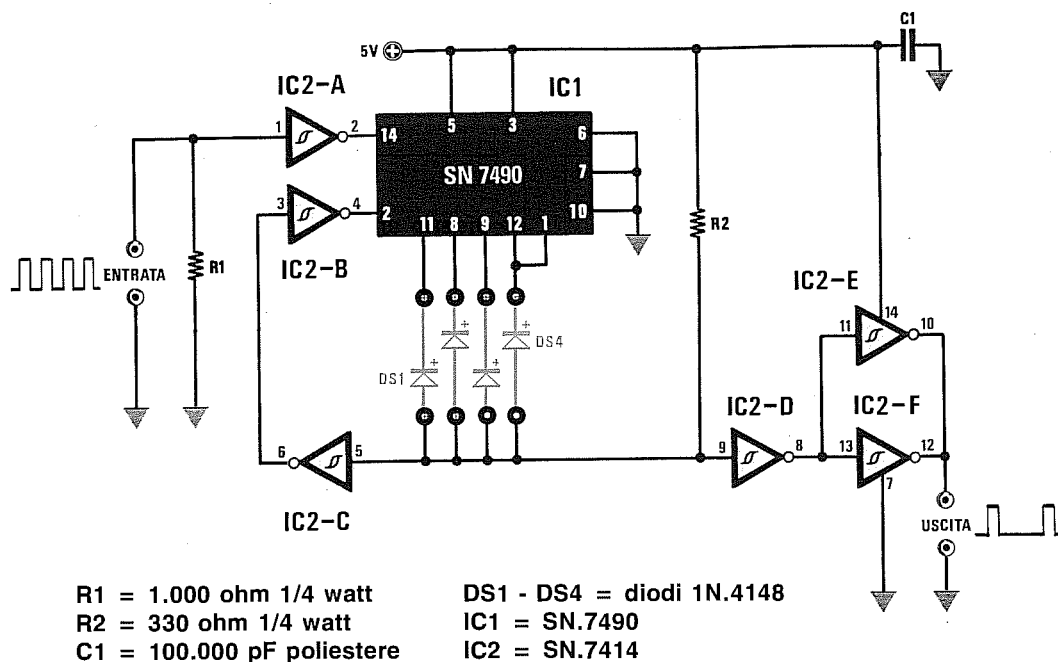 C1
5V
IC2-A
IC1
1
2
14
5
3
6
SN 7490
7
3
4
2
11
8
9
12
1
10
R2
ENTRATA
R1
IC2-B
IC2-E
14
11
10
+
+
DS4
DS1
+
+
IC2-D
IC2-F
6
5
9
8
13
12
7
IC2-C
USCITA
R1 = 1.000 ohm 1/4 watt
R2 = 330 ohm 1/4 watt
C1 = 100.000 pF poliestere
DS1 - DS4 = diodi 1N.4148
IC1 = SN.7490
IC2 = SN.7414